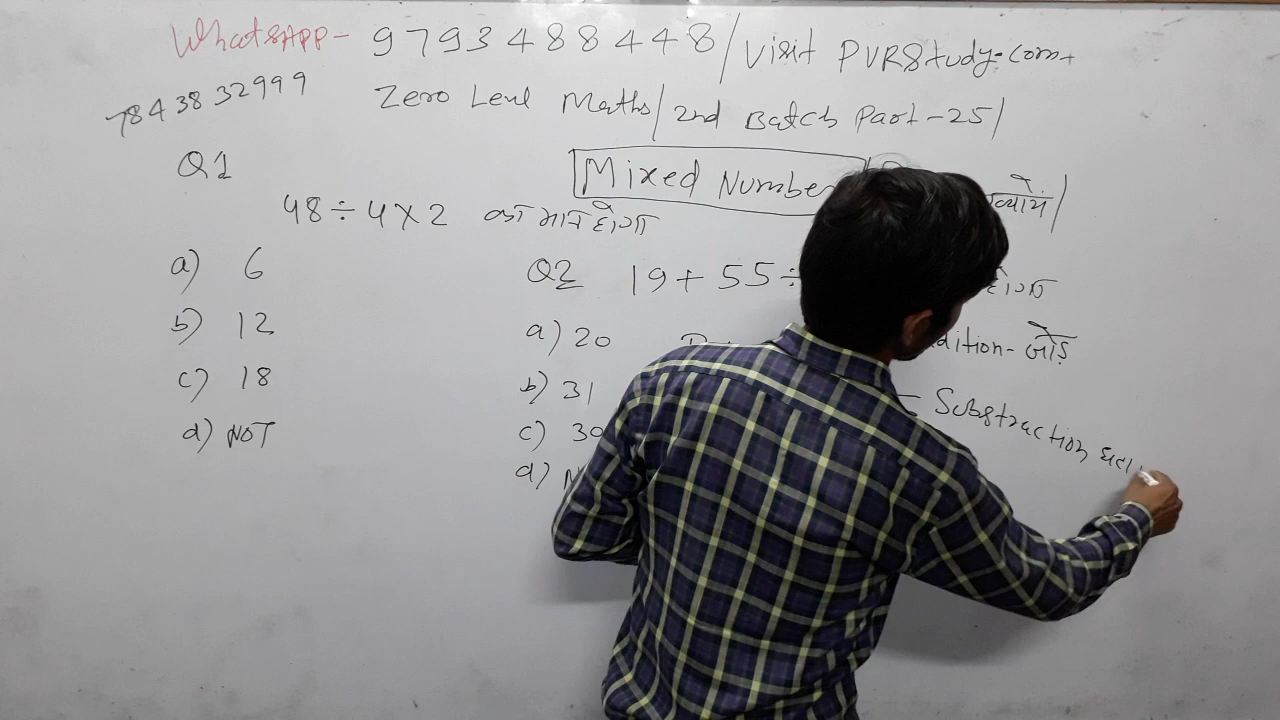 WhatsAPP - 9793488448/Visit PVRStudy.com
7843832999
Zero Level Maths/2nd Batch Part-25/
Mixed Number
Q1
48÷4×2 का मान होगा
a) 6
b) 12
c) 18
d) NOT
Q2 19+55÷ होगा
a) 20
b) 31
c) 30
d) N
dition- जोड़
- Substraction घटा